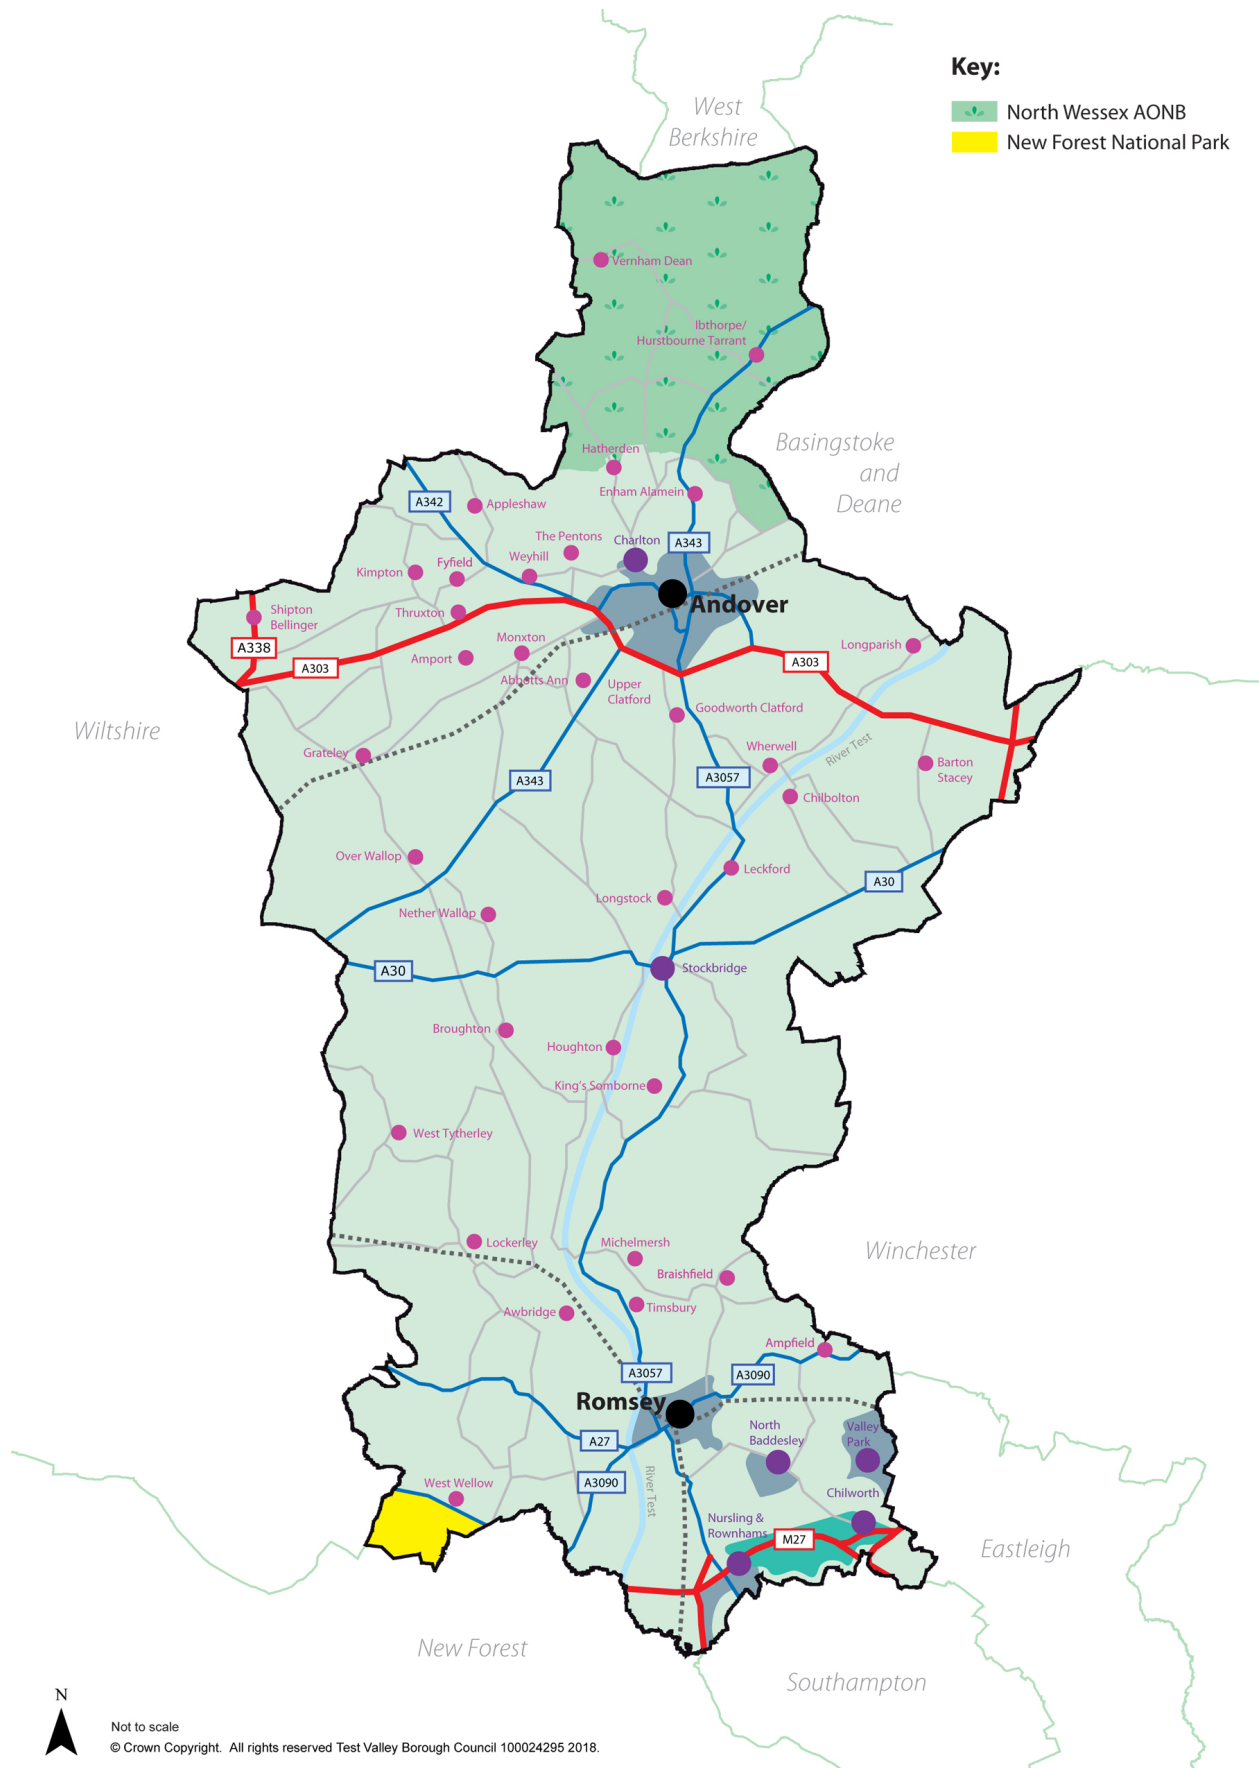 Key:
North Wessex AONB
New Forest National Park
West
Berkshire
Vernham Dean
Ibthorpe/
Hurstbourne Tarrant
Basingstoke
and
Deane
Hatherden
Enham Alamein
A342
Appleshaw
The Pentons
Charlton
A343
Weyhill
Fyfield
Kimpton
Andover
Thruxton
Shipton
Bellinger
A338
A303
Monxton
Amport
Abbotts Ann
Upper
Clatford
Longparish
A303
Goodworth Clatford
Wiltshire
Grateley
Wherwell
River Test
Barton
Stacey
A343
A3057
Chilbolton
Over Wallop
Leckford
A30
Longstock
Nether Wallop
A30
Stockbridge
Broughton
Houghton
King's Somborne
West Tytherley
Lockerley
Michelmersh
Braishfield
Winchester
Awbridge
Timsbury
Ampfield
A3057
A3090
Romsey
North
Baddesley
Valley
Park
A27
A3090
West Wellow
River Test
Chilworth
Nursling &
Rownhams
M27
Eastleigh
New Forest
Southampton
N
Not to scale
© Crown Copyright.  All rights reserved Test Valley Borough Council 100024295 2018.